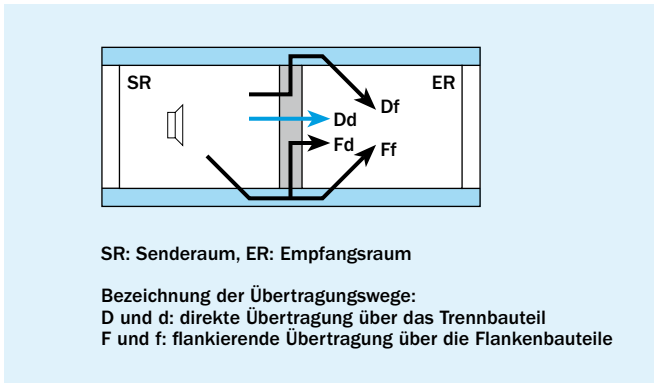 SR
ER
Df
Dd
Fd
Ff
SR: Senderaum, ER: Empfangsraum
Bezeichnung der Übertragungswege:
D und d: direkte Übertragung über das Trennbauteil
F und f: flankierende Übertragung über die Flankenbauteile